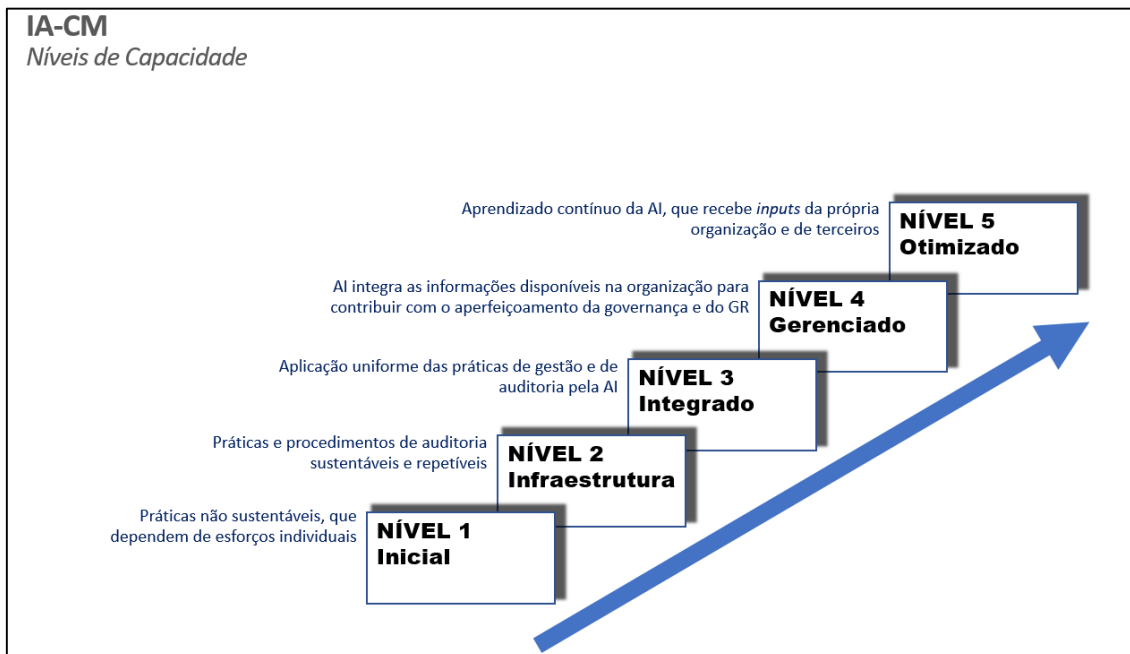 IA-CM
Níveis de Capacidade
Aprendizado contínuo da AI, que recebe inputs da própria
organização e de terceiros
NÍVEL 5
Otimizado
AI integra as informações disponíveis na organização para
contribuir com o aperfeiçoamento da governança e do GR
NÍVEL 4
Gerenciado
Aplicação uniforme das práticas de gestão e de
auditoria pela AI
NÍVEL 3
Integrado
Práticas e procedimentos de auditoria
sustentáveis e repetíveis
NÍVEL 2
Infraestrutura
Práticas não sustentáveis, que
dependem de esforços individuais
NÍVEL 1
Inicial